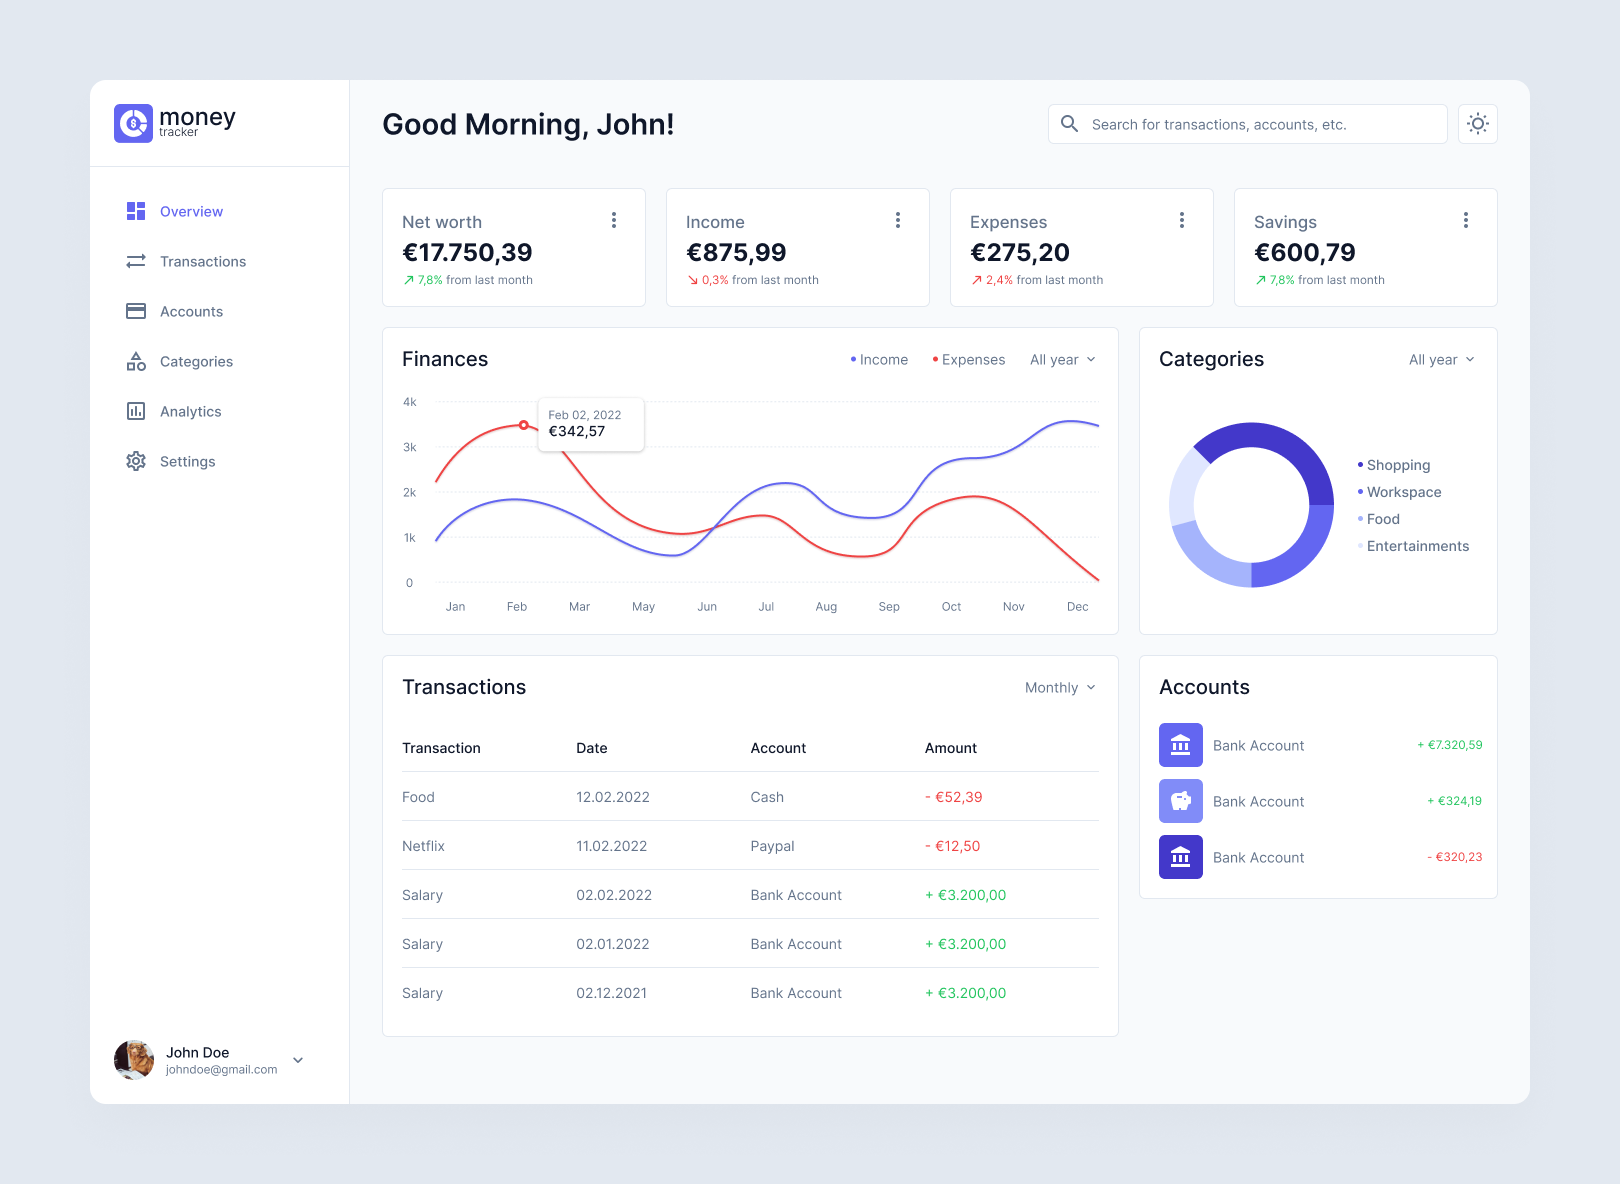 money
tracker
Overview
Transactions
Accounts
Categories
Analytics
Settings
John Doe
johndoe@gmail.com
Good Morning, John!
Search for transactions, accounts, etc.
Net worth
€17.750,39
7,8% from last month
Income
€875,99
0,3% from last month
Expenses
€275,20
2,4% from last month
Savings
€600,79
7,8% from last month
Finances
Income Expenses All year
4k
3k
2k
1k
0
Feb 02, 2022
€342,57
Jan Feb Mar May Jun Jul Aug Sep Oct Nov Dec
Categories
All year
Shopping
Workspace
Food
Entertainments
Transactions
Monthly
Transaction Date Account Amount
Food 12.02.2022 Cash - €52,39
Netflix 11.02.2022 Paypal - €12,50
Salary 02.02.2022 Bank Account + €3.200,00
Salary 02.01.2022 Bank Account + €3.200,00
Salary 02.12.2021 Bank Account + €3.200,00
Accounts
Bank Account + €7.320,59
Bank Account + €324,19
Bank Account - €320,23